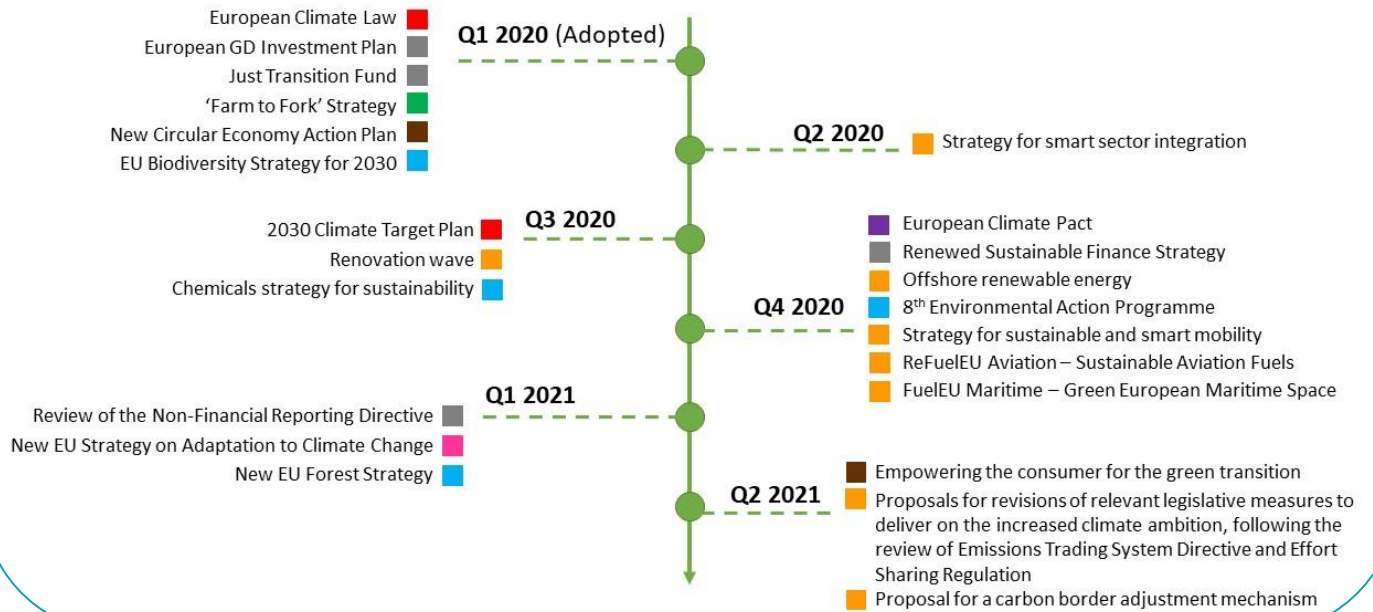 Q1 2020 (Adopted)
European Climate Law
European GD Investment Plan
Just Transition Fund
‘Farm to Fork’ Strategy
New Circular Economy Action Plan
EU Biodiversity Strategy for 2030
Q2 2020
Strategy for smart sector integration
Q3 2020
2030 Climate Target Plan
Renovation wave
Chemicals strategy for sustainability
Q4 2020
European Climate Pact
Renewed Sustainable Finance Strategy
Offshore renewable energy
8th Environmental Action Programme
Strategy for sustainable and smart mobility
ReFuelEU Aviation – Sustainable Aviation Fuels
FuelEU Maritime – Green European Maritime Space
Q1 2021
Review of the Non-Financial Reporting Directive
New EU Strategy on Adaptation to Climate Change
New EU Forest Strategy
Q2 2021
Empowering the consumer for the green transition
Proposals for revisions of relevant legislative measures to
deliver on the increased climate ambition, following the
review of Emissions Trading System Directive and Effort
Sharing Regulation
Proposal for a carbon border adjustment mechanism